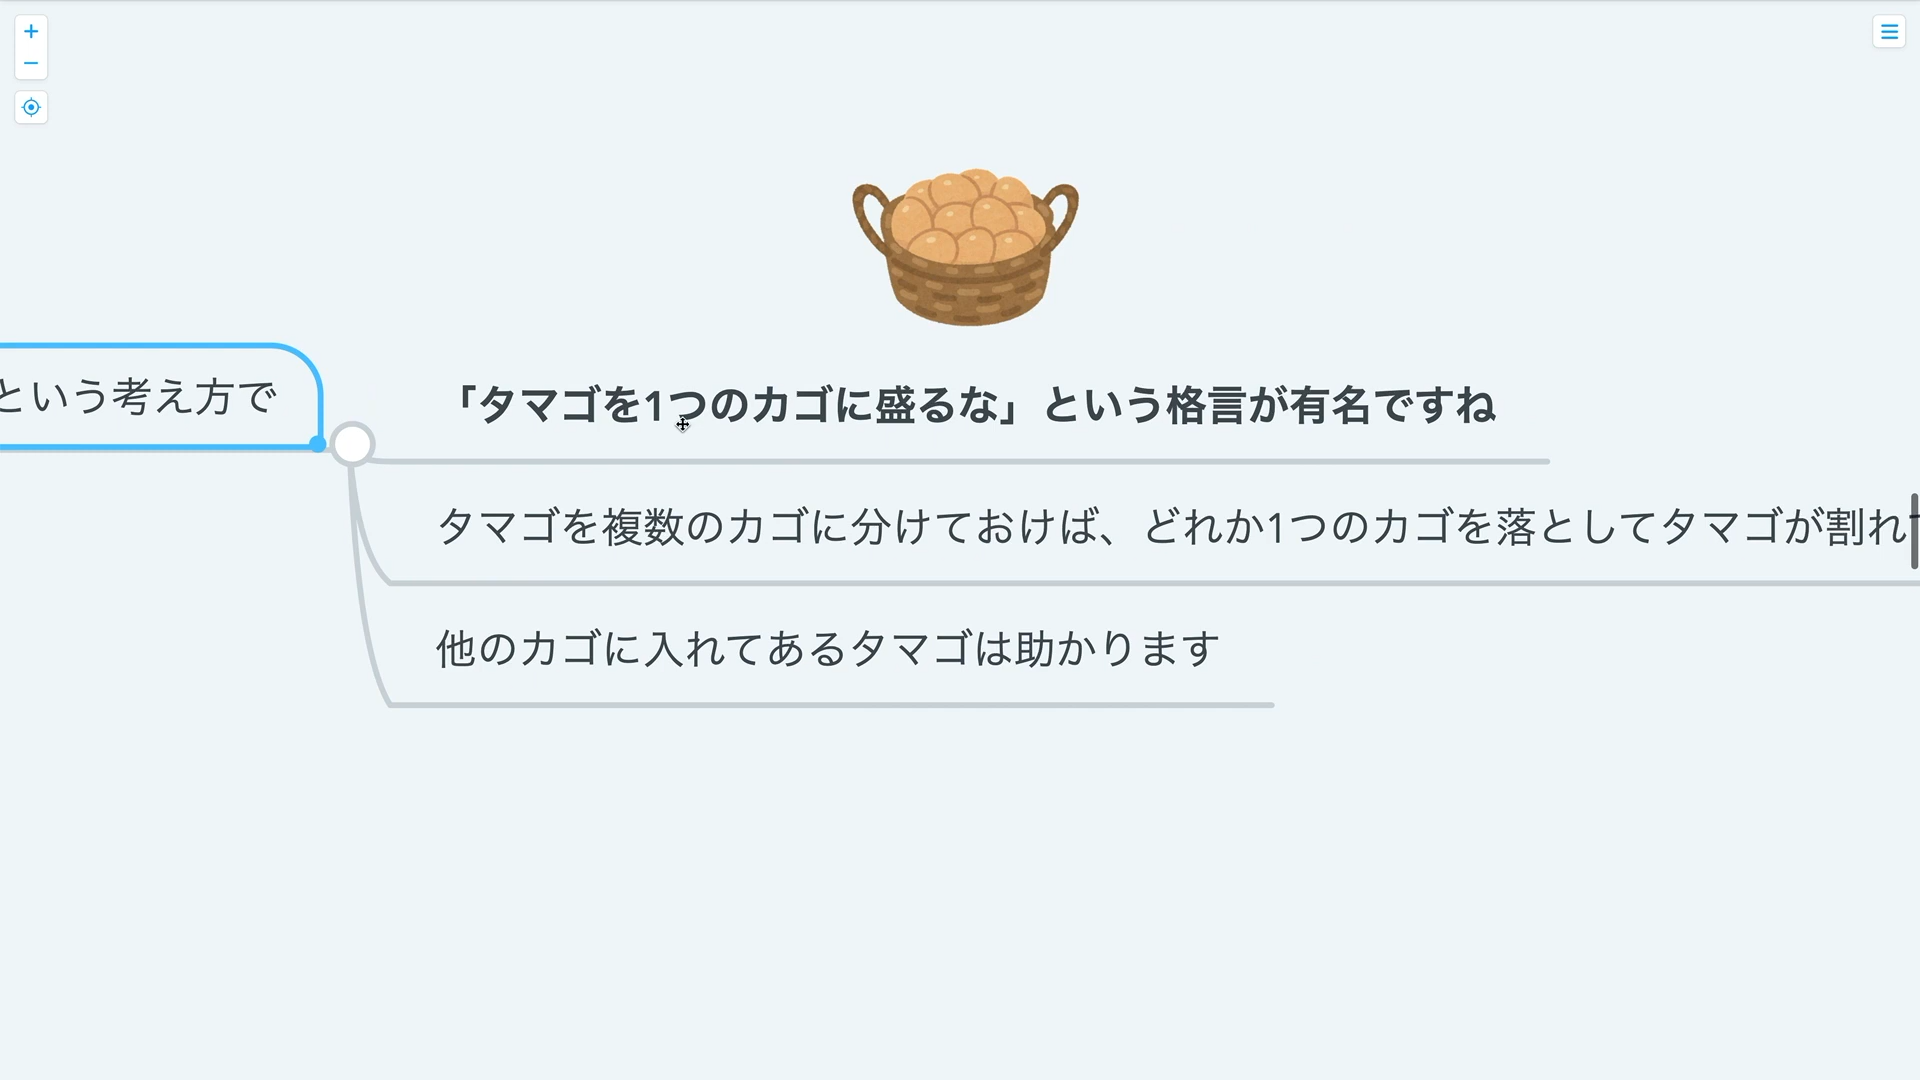 「タマゴを1つのカゴに盛るな」という格言が有名ですね
という考え方で
タマゴを複数のカゴに分けておけば、どれか1つのカゴを落としてタマゴが割れ
他のカゴに入れてあるタマゴは助かります